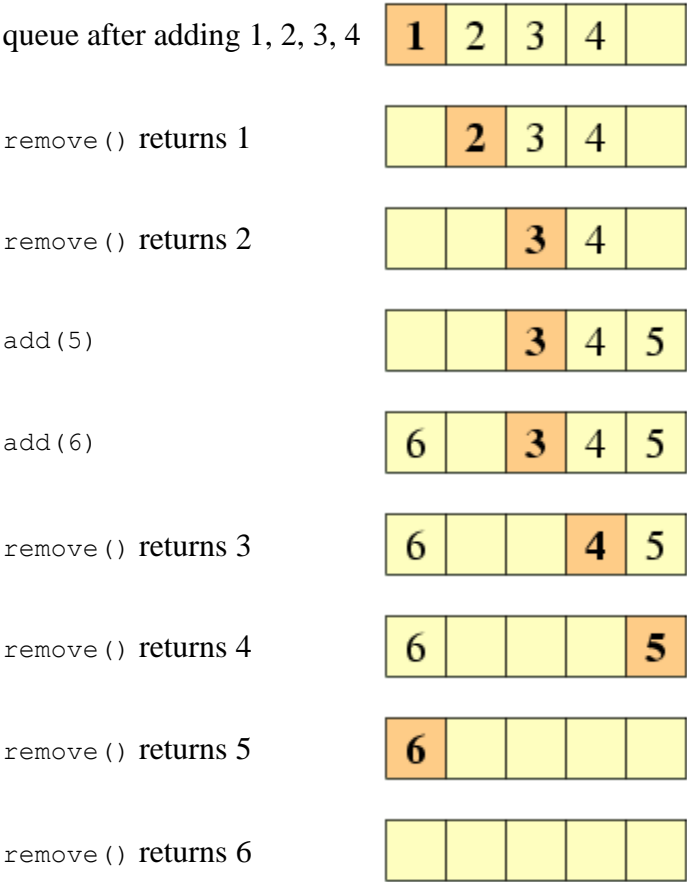 queue after adding 1, 2, 3, 4 1 2 3 4
remove() returns 1 2 3 4
remove() returns 2 3 4
add(5) 3 4 5
add(6) 6 3 4 5
remove() returns 3 6 4 5
remove() returns 4 6 5
remove() returns 5 6
remove() returns 6